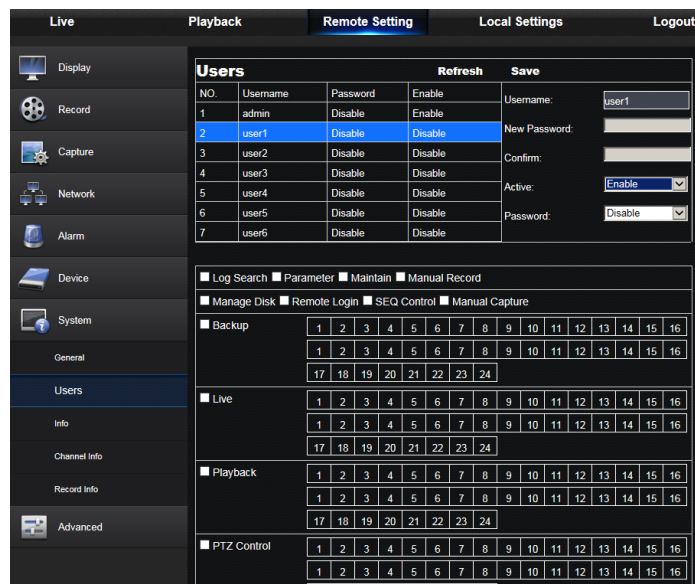 Live Playback Remote Setting Local Settings Logout
Display
Record
Capture
Network
Alarm
Device
System
General
Users
Info
Channel Info
Record Info
Advanced
Users Refresh Save
NO. Username Password Enable
1 admin Disable Enable
2 user1 Disable Disable
3 user2 Disable Disable
4 user3 Disable Disable
5 user4 Disable Disable
6 user5 Disable Disable
7 user6 Disable Disable
Username: user1
New Password:
Confirm:
Active: Enable
Password: Disable
Log Search Parameter Maintain Manual Record
Manage Disk Remote Login SEQ Control Manual Capture
Backup 1 2 3 4 5 6 7 8 9 10 11 12 13 14 15 16
1 2 3 4 5 6 7 8 9 10 11 12 13 14 15 16
17 18 19 20 21 22 23 24
Live 1 2 3 4 5 6 7 8 9 10 11 12 13 14 15 16
1 2 3 4 5 6 7 8 9 10 11 12 13 14 15 16
17 18 19 20 21 22 23 24
Playback 1 2 3 4 5 6 7 8 9 10 11 12 13 14 15 16
1 2 3 4 5 6 7 8 9 10 11 12 13 14 15 16
17 18 19 20 21 22 23 24
PTZ Control 1 2 3 4 5 6 7 8 9 10 11 12 13 14 15 16
1 2 3 4 5 6 7 8 9 10 11 12 13 14 15 16